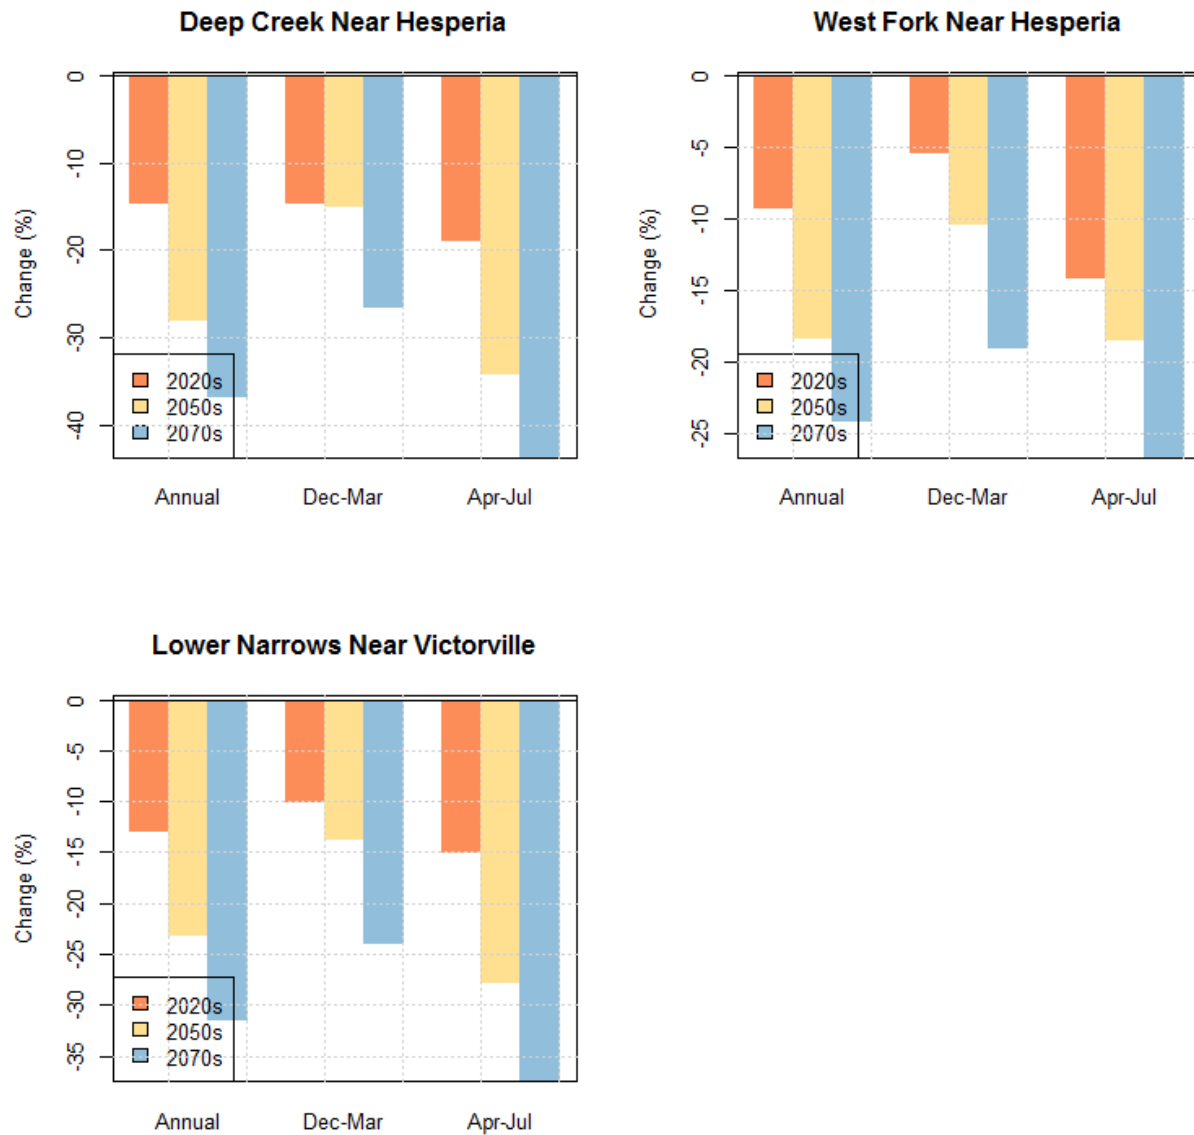 Deep Creek Near Hesperia
Change (%)
0
-10
-20
-30
-40
2020s
2050s
2070s
Annual Dec-Mar Apr-Jul
West Fork Near Hesperia
Change (%)
0
-5
-10
-15
-20
-25
2020s
2050s
2070s
Annual Dec-Mar Apr-Jul
Lower Narrows Near Victorville
Change (%)
0
-5
-10
-15
-20
-25
-30
-35
2020s
2050s
2070s
Annual Dec-Mar Apr-Jul